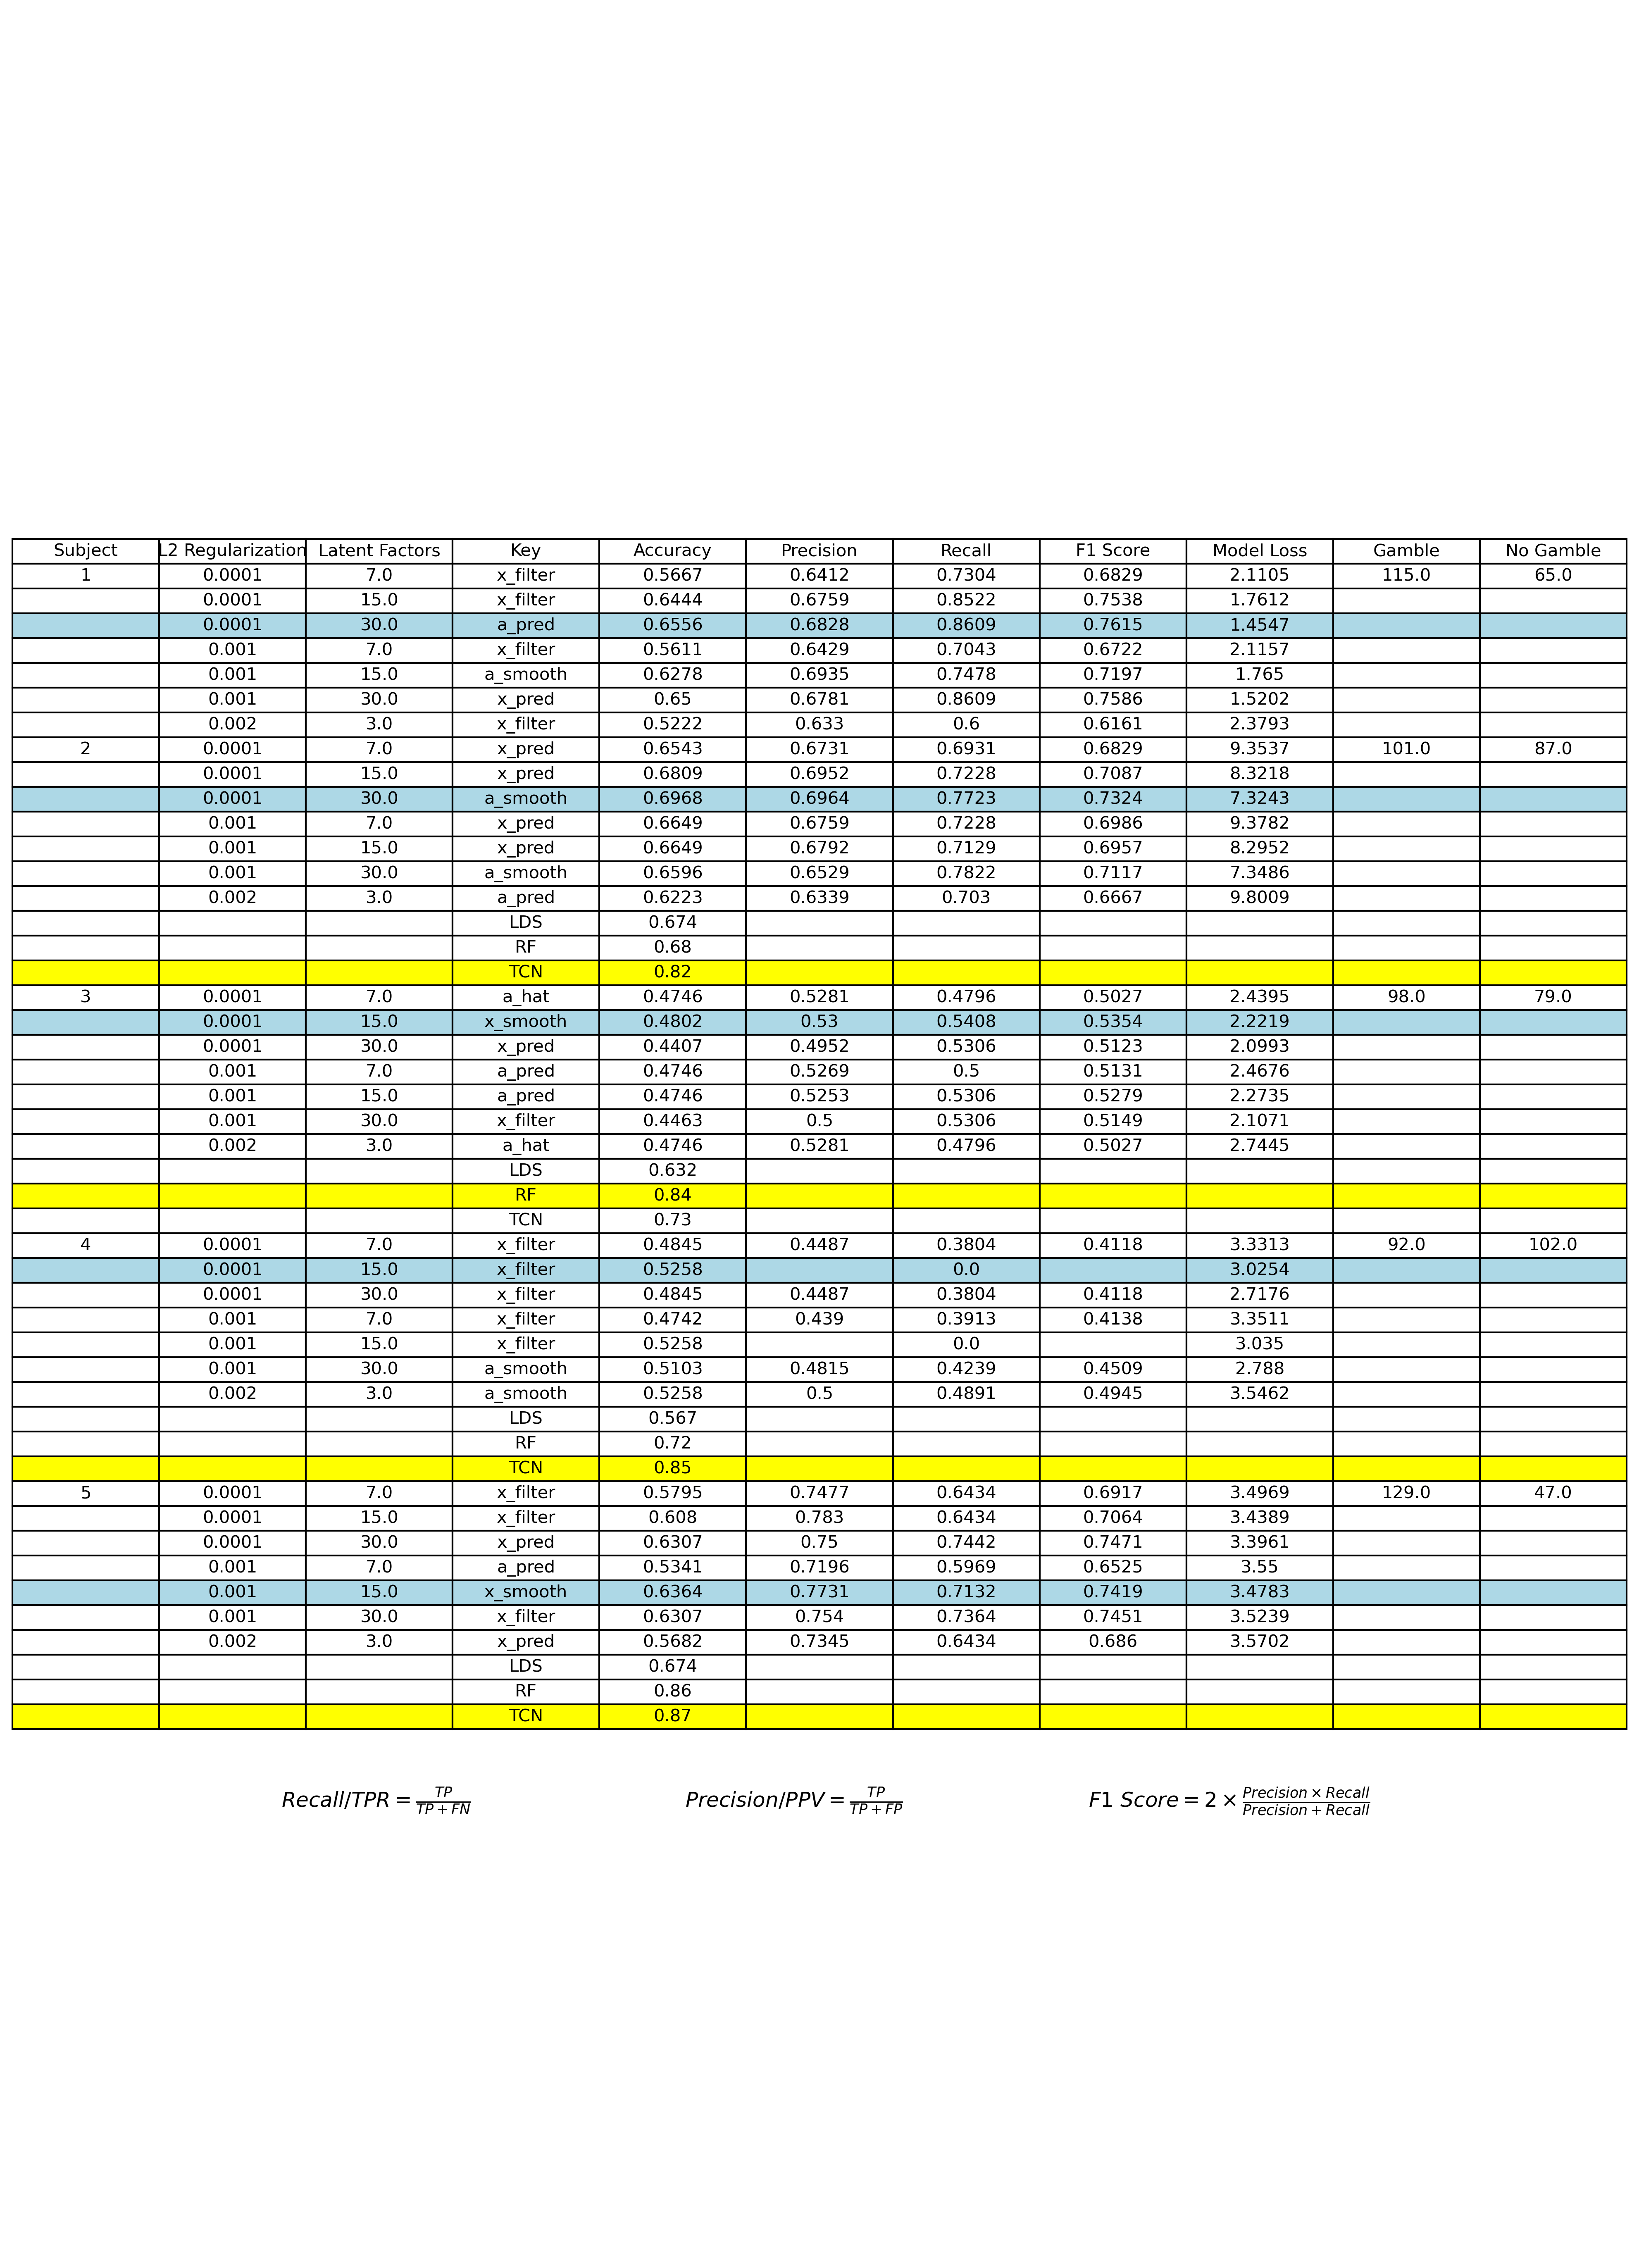 Subject L2 Regularization Latent Factors Key Accuracy Precision Recall F1 Score Model Loss Gamble No Gamble
1 0.0001 7.0 x_filter 0.5667 0.6412 0.7304 0.6829 2.1105 115.0 65.0
0.0001 15.0 x_filter 0.6444 0.6759 0.8522 0.7538 1.7612
0.0001 30.0 a_pred 0.6556 0.6828 0.8609 0.7615 1.4547
0.001 7.0 x_filter 0.5611 0.6429 0.7043 0.6722 2.1157
0.001 15.0 a_smooth 0.6278 0.6935 0.7478 0.7197 1.765
0.001 30.0 x_pred 0.65 0.6781 0.8609 0.7586 1.5202
0.002 3.0 x_filter 0.5222 0.633 0.6 0.6161 2.3793
2 0.0001 7.0 x_pred 0.6543 0.6731 0.6931 0.6829 9.3537 101.0 87.0
0.0001 15.0 x_pred 0.6809 0.6952 0.7228 0.7087 8.3218
0.0001 30.0 a_smooth 0.6968 0.6964 0.7723 0.7324 7.3243
0.001 7.0 x_pred 0.6649 0.6759 0.7228 0.6986 9.3782
0.001 15.0 x_pred 0.6649 0.6792 0.7129 0.6957 8.2952
0.001 30.0 a_smooth 0.6596 0.6529 0.7822 0.7117 7.3486
0.002 3.0 a_pred 0.6223 0.6339 0.703 0.6667 9.8009
LDS 0.674
RF 0.68
TCN 0.82
3 0.0001 7.0 a_hat 0.4746 0.5281 0.4796 0.5027 2.4395 98.0 79.0
0.0001 15.0 x_smooth 0.4802 0.53 0.5408 0.5354 2.2219
0.0001 30.0 x_pred 0.4407 0.4952 0.5306 0.5123 2.0993
0.001 7.0 a_pred 0.4746 0.5269 0.5 0.5131 2.4676
0.001 15.0 a_pred 0.4746 0.5253 0.5306 0.5279 2.2735
0.001 30.0 x_filter 0.4463 0.5 0.5306 0.5149 2.1071
0.002 3.0 a_hat 0.4746 0.5281 0.4796 0.5027 2.7445
LDS 0.632
RF 0.84
TCN 0.73
4 0.0001 7.0 x_filter 0.4845 0.4487 0.3804 0.4118 3.3313 92.0 102.0
0.0001 15.0 x_filter 0.5258 0.0 3.0254
0.0001 30.0 x_filter 0.4845 0.4487 0.3804 0.4118 2.7176
0.001 7.0 x_filter 0.4742 0.439 0.3913 0.4138 3.3511
0.001 15.0 x_filter 0.5258 0.0 3.035
0.001 30.0 a_smooth 0.5103 0.4815 0.4239 0.4509 2.788
0.002 3.0 a_smooth 0.5258 0.5 0.4891 0.4945 3.5462
LDS 0.567
RF 0.72
TCN 0.85
5 0.0001 7.0 x_filter 0.5795 0.7477 0.6434 0.6917 3.4969 129.0 47.0
0.0001 15.0 x_filter 0.608 0.783 0.6434 0.7064 3.4389
0.0001 30.0 x_pred 0.6307 0.75 0.7442 0.7471 3.3961
0.001 7.0 a_pred 0.5341 0.7196 0.5969 0.6525 3.55
0.001 15.0 x_smooth 0.6364 0.7731 0.7132 0.7419 3.4783
0.001 30.0 x_filter 0.6307 0.754 0.7364 0.7451 3.5239
0.002 3.0 x_pred 0.5682 0.7345 0.6434 0.686 3.5702
LDS 0.674
RF 0.86
TCN 0.87
Recall/TPR = TP/(TP + FN) Precision/PPV = TP/(TP + FP) F1 Score = 2 × (Precision × Recall)/(Precision + Recall)